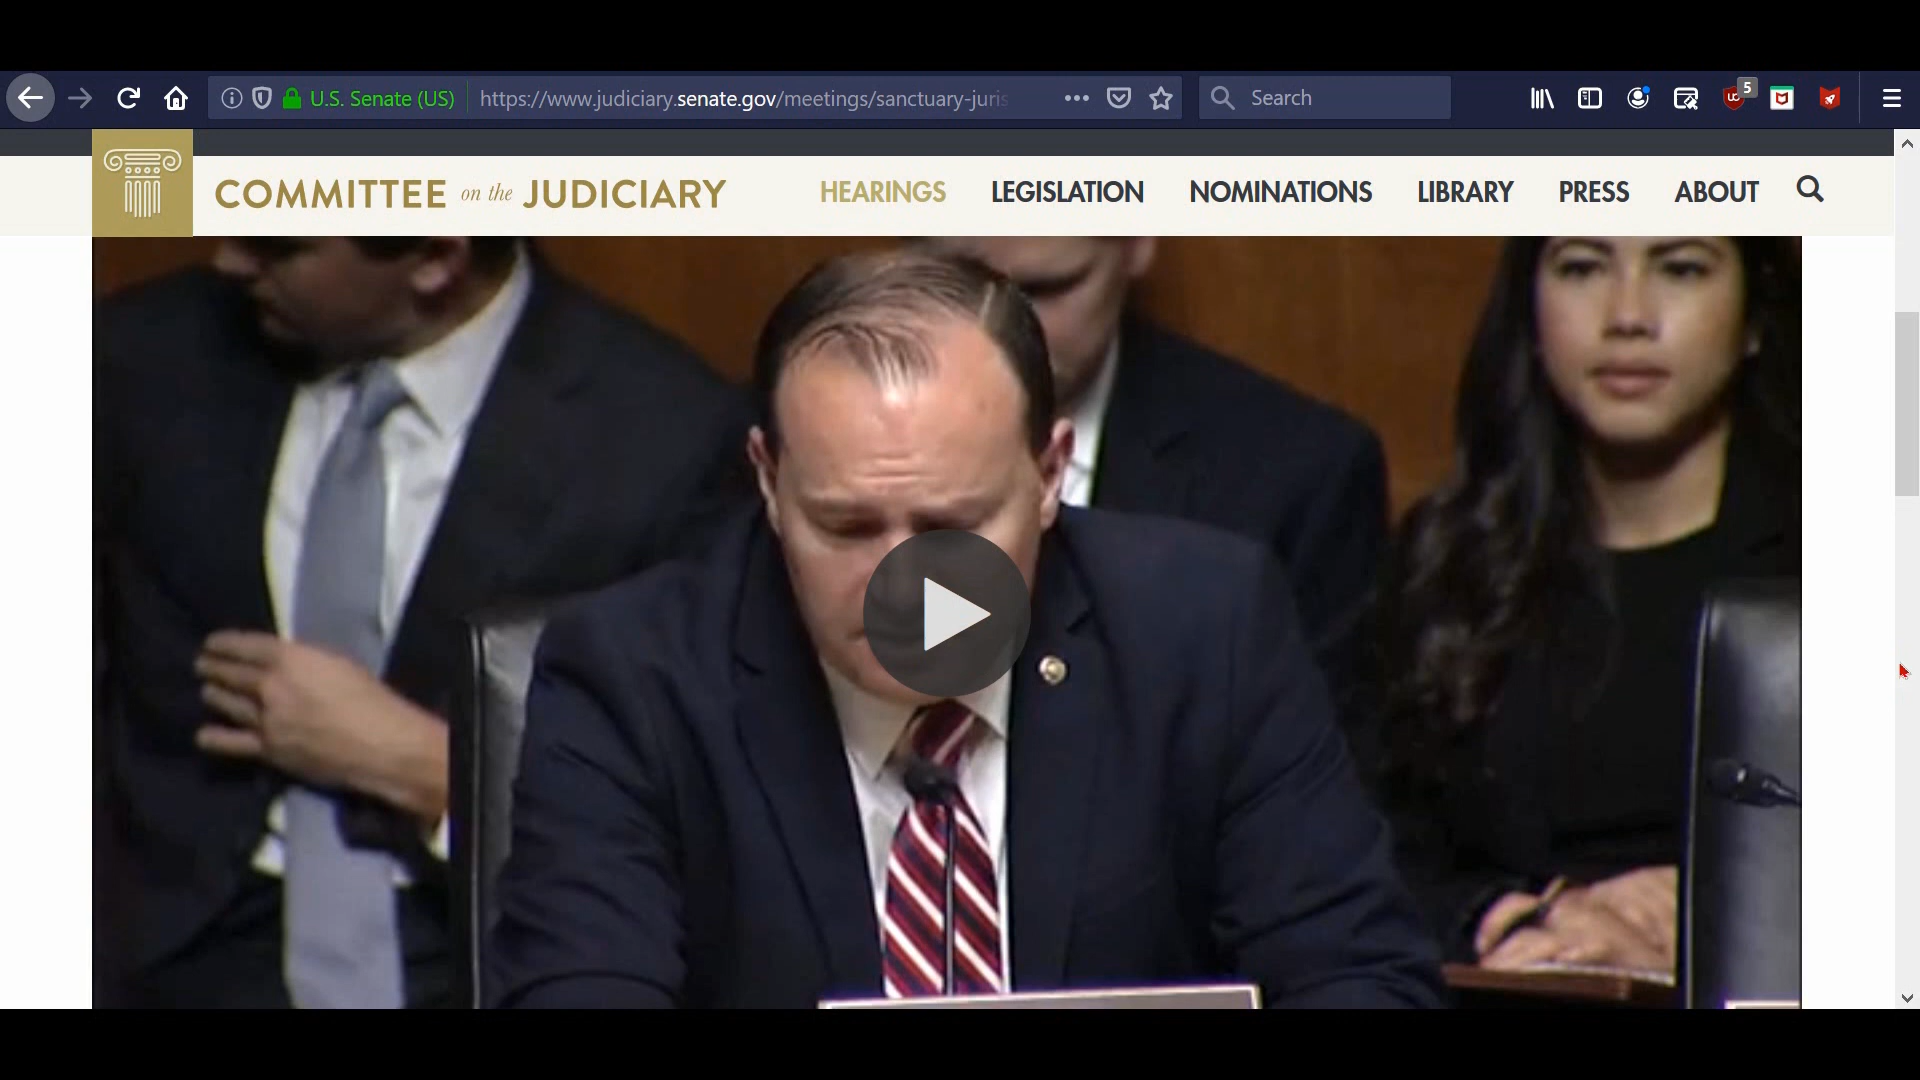 U.S. Senate (US) https://www.judiciary.senate.gov/meetings/sanctuary-juris Search 5
COMMITTEE on the JUDICIARY HEARINGS LEGISLATION NOMINATIONS LIBRARY PRESS ABOUT